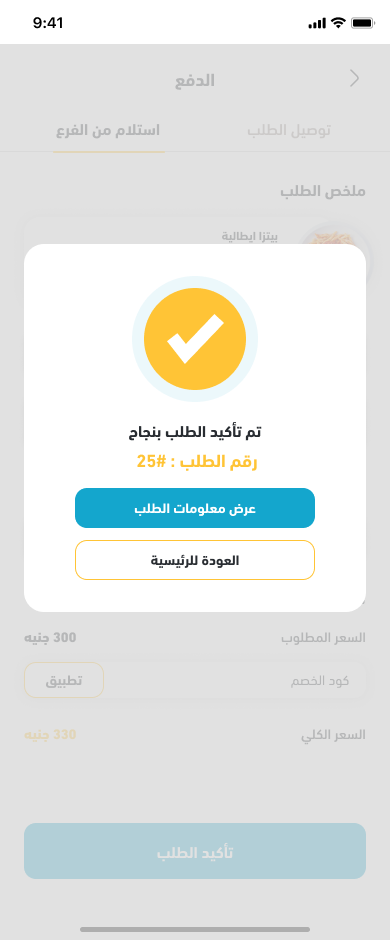 9:41
الدفع
توصيل الطلب
استلام من الفرع
ملخص الطلب
بيتزا ايطالية
تم تأكيد الطلب بنجاح
رقم الطلب : #25
عرض معلومات الطلب
العودة للرئيسية
السعر المطلوب
300 جنيه
كود الخصم
تطبيق
السعر الكلي
330 جنيه
تأكيد الطلب